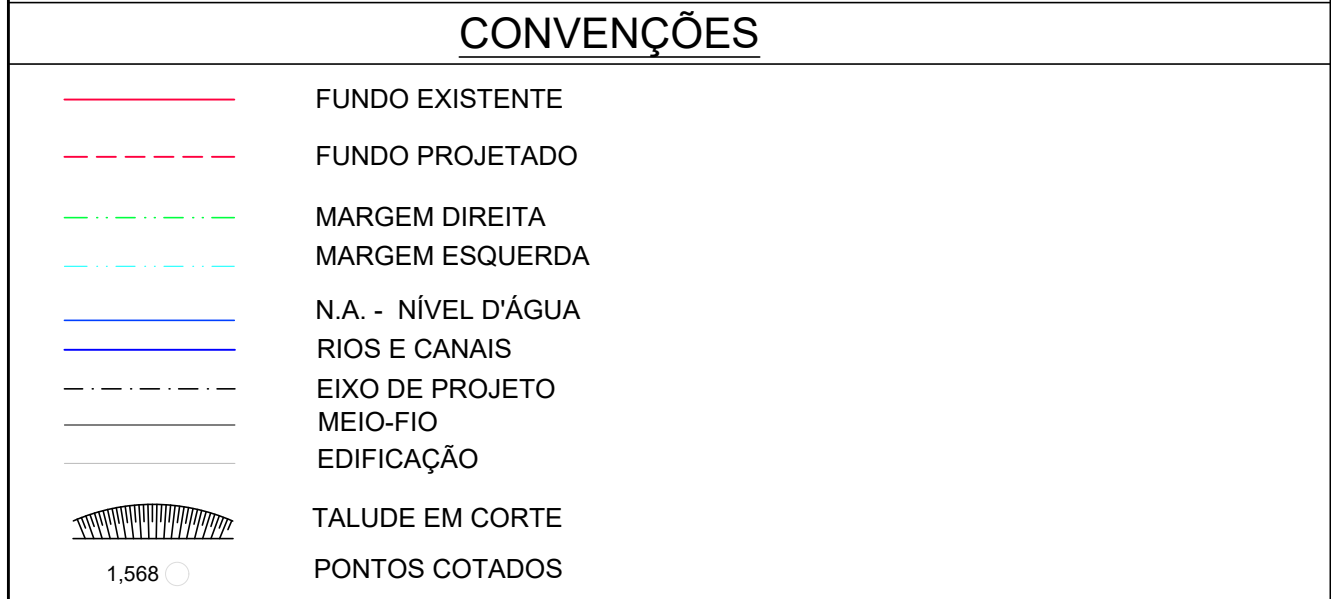 CONVENÇÕES
FUNDO EXISTENTE
FUNDO PROJETADO
MARGEM DIREITA
MARGEM ESQUERDA
N.A. - NÍVEL D'ÁGUA
RIOS E CANAIS
EIXO DE PROJETO
MEIO-FIO
EDIFICAÇÃO
TALUDE EM CORTE
1,568 PONTOS COTADOS